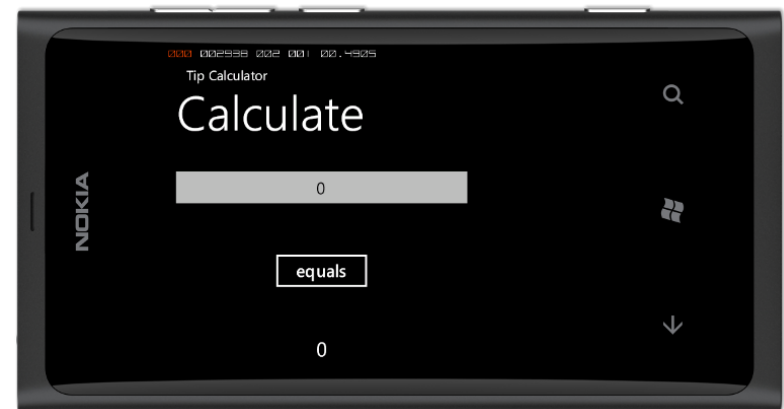 000 002938 002 001 00.4905
Tip Calculator
Calculate
0
equals
0
NOKIA